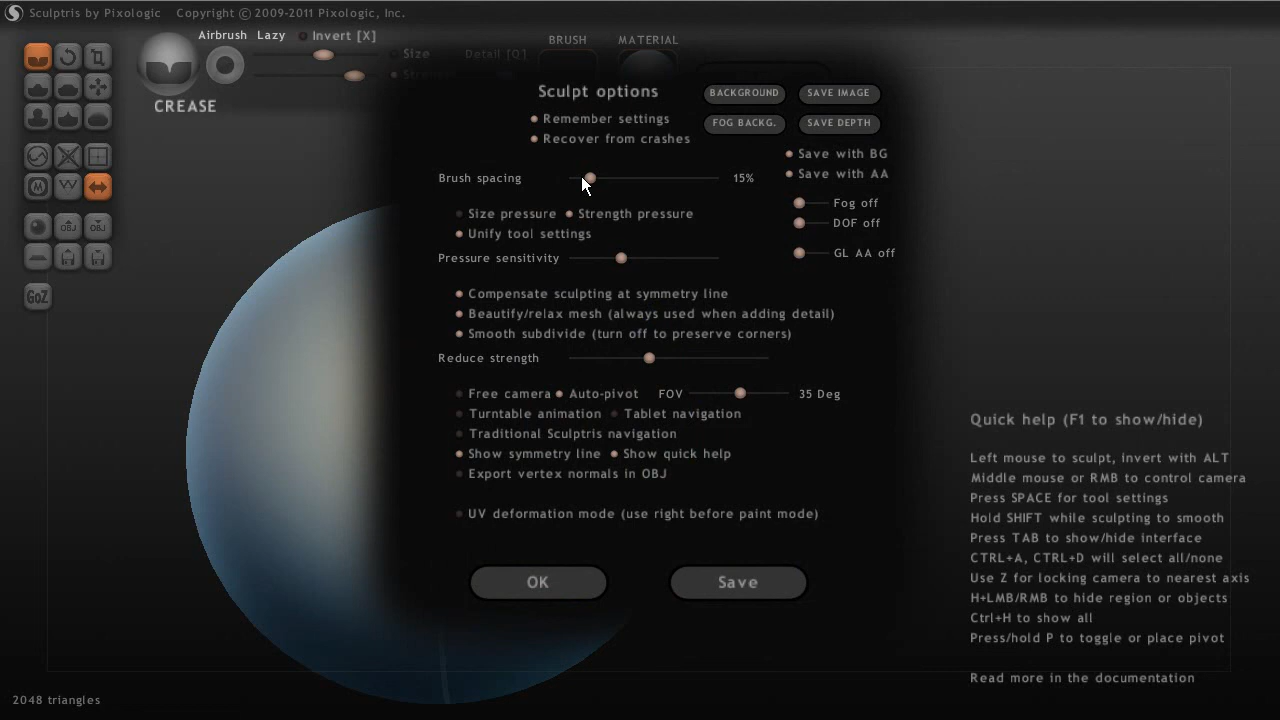 Sculptris by Pixologic Copyright © 2009-2011 Pixologic, Inc.
Airbrush Lazy Invert [X]
Size Detail [Q]
BRUSH MATERIAL
CREASE
GoZ
OBJ OBJ
Sculpt options
BACKGROUND SAVE IMAGE
Remember settings
FOG BACKG. SAVE DEPTH
Recover from crashes
Save with BG
Save with AA
Brush spacing 15%
Fog off
Size pressure Strength pressure
DOF off
Unify tool settings
GL AA off
Pressure sensitivity
Compensate sculpting at symmetry line
Beautify/relax mesh (always used when adding detail)
Smooth subdivide (turn off to preserve corners)
Reduce strength
Free camera Auto-pivot FOV 35 Deg
Turntable animation Tablet navigation
Traditional Sculptris navigation
Show symmetry line Show quick help
Export vertex normals in OBJ
UV deformation mode (use right before paint mode)
OK Save
Quick help (F1 to show/hide)
Left mouse to sculpt, invert with ALT
Middle mouse or RMB to control camera
Press SPACE for tool settings
Hold SHIFT while sculpting to smooth
Press TAB to show/hide interface
CTRL+A, CTRL+D will select all/none
Use Z for locking camera to nearest axis
H+LMB/RMB to hide region or objects
Ctrl+H to show all
Press/hold P to toggle or place pivot
Read more in the documentation
2048 triangles